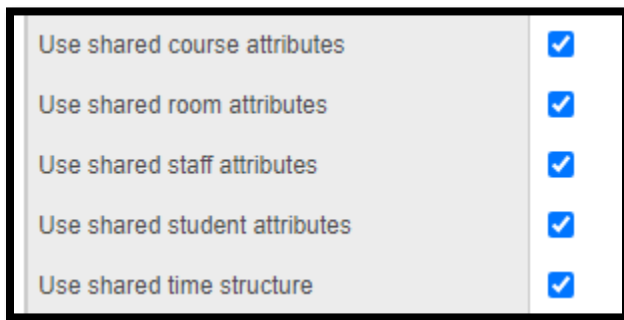 Use shared course attributes
Use shared room attributes
Use shared staff attributes
Use shared student attributes
Use shared time structure